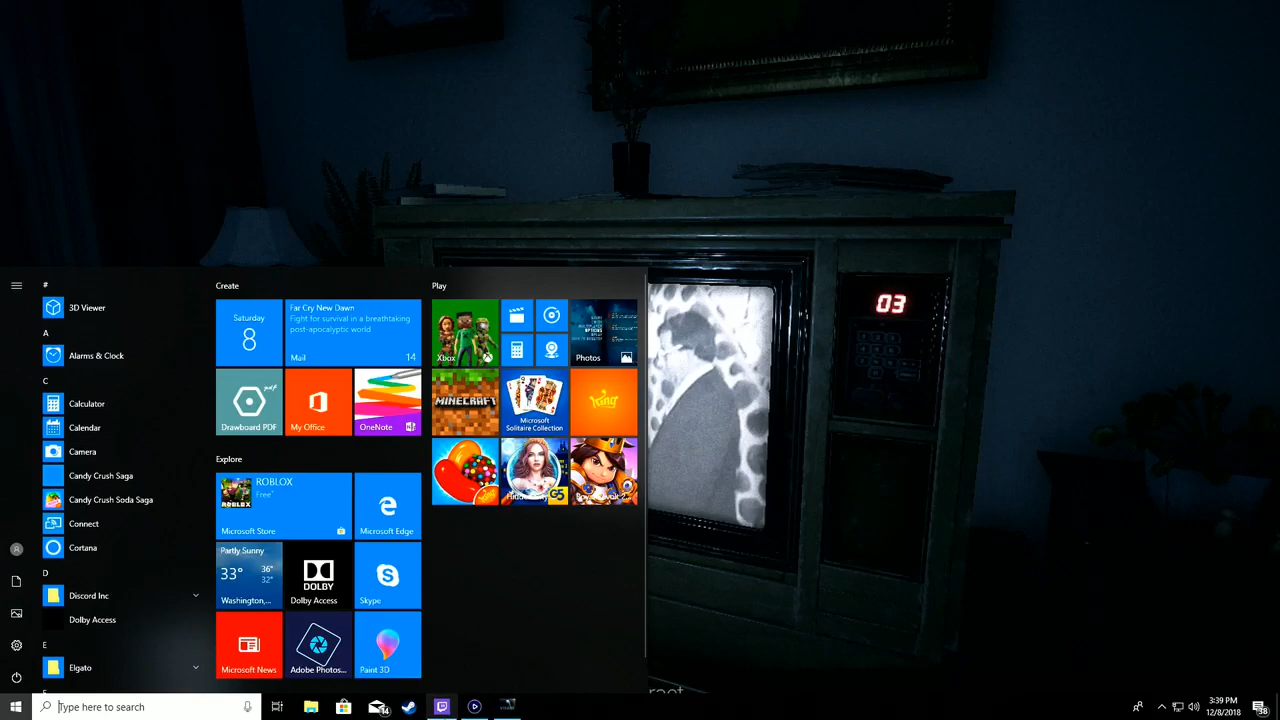 03
#
3D Viewer
A
Alarms & Clock
C
Calculator
Calendar
Camera
Candy Crush Saga
Candy Crush Soda Saga
Connect
Cortana
D
Discord Inc
Dolby Access
E
Elgato
Create
Saturday
8
Far Cry New Dawn
Fight for survival in a breathtaking
post-apocalyptic world
Mail
14
Drawboard PDF
My Office
OneNote
Explore
ROBLOX
Free*
Microsoft Store
Microsoft Edge
Partly Sunny
33°
36°
32°
Washington,...
DOLBY
Dolby Access
Skype
Microsoft News
Adobe Photos...
Paint 3D
Play
Xbox
Photos
MINECRAFT
Microsoft
Solitaire Collection
King
G5
Type here to search
14
3:39 PM
12/8/2018
38